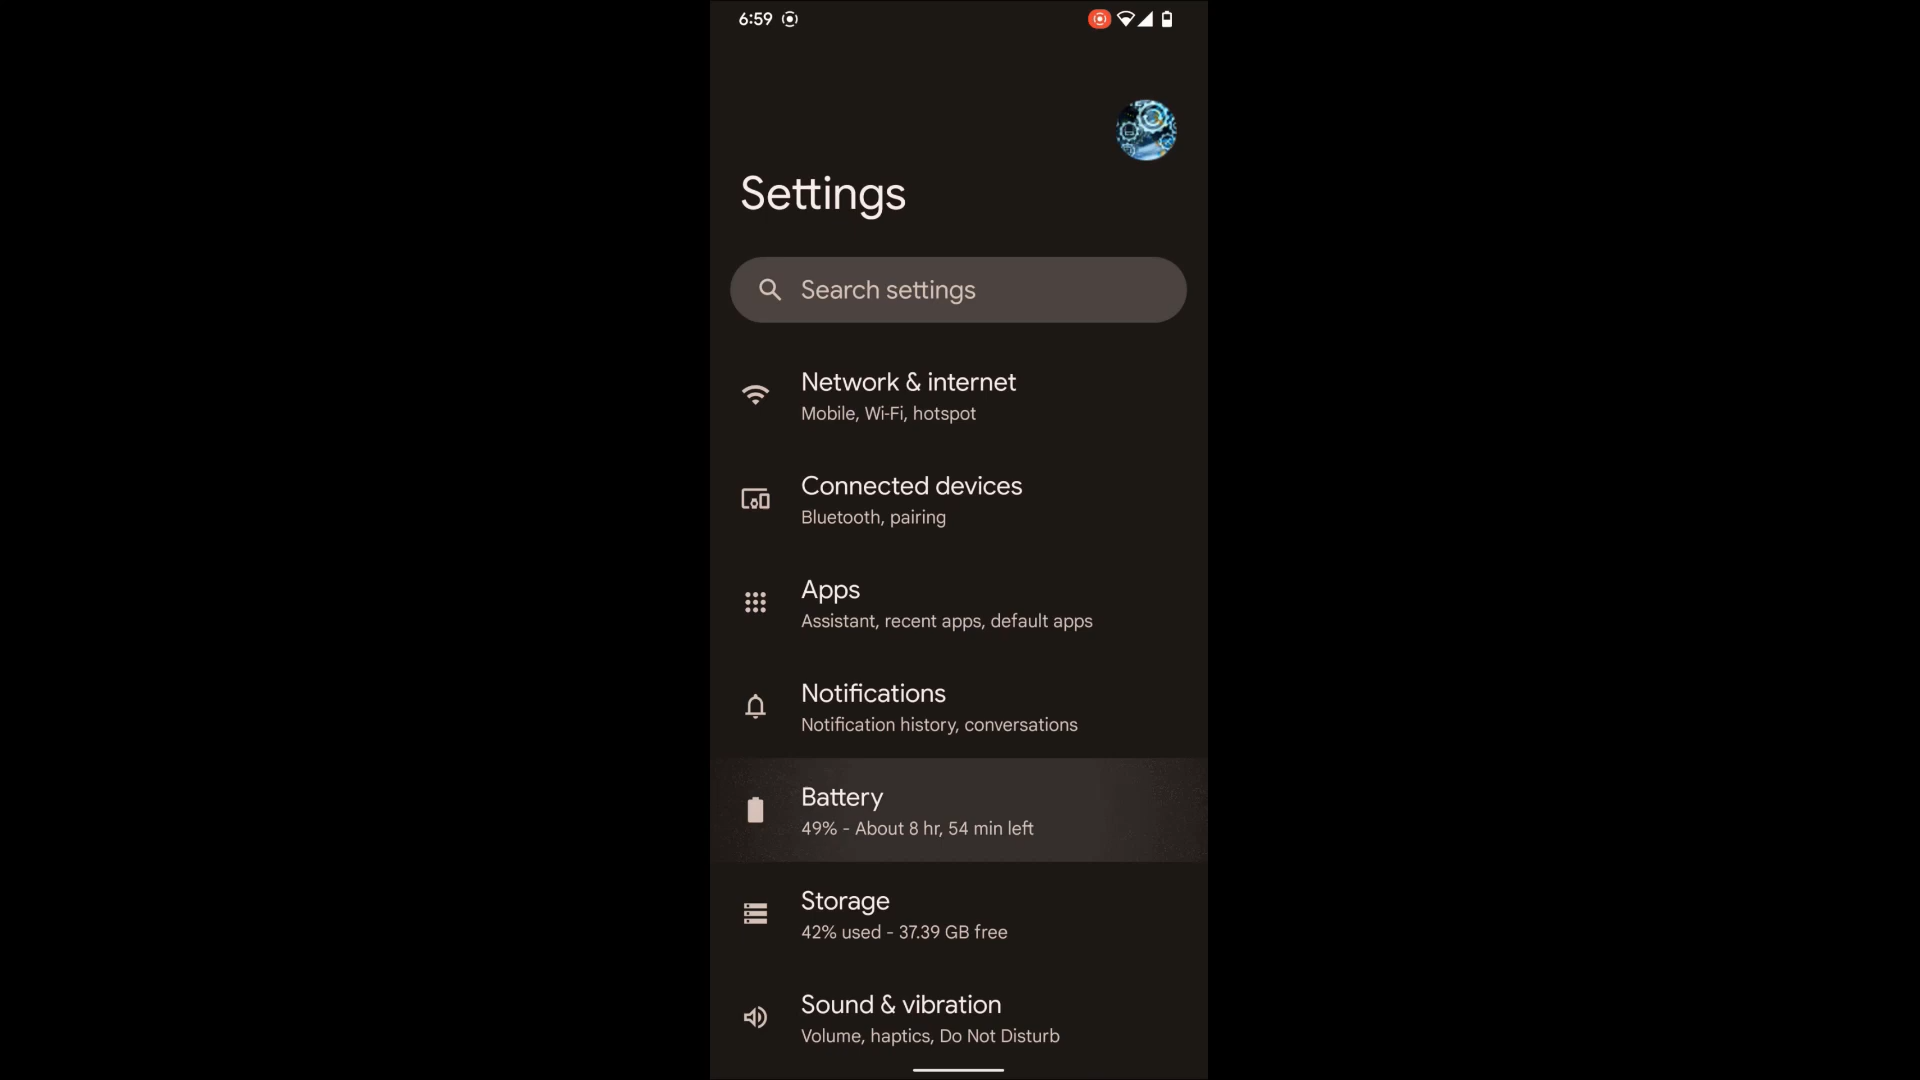 6:59
Settings
Search settings
Network & internet
Mobile, Wi-Fi, hotspot
Connected devices
Bluetooth, pairing
Apps
Assistant, recent apps, default apps
Notifications
Notification history, conversations
Battery
49% - About 8 hr, 54 min left
Storage
42% used - 37.39 GB free
Sound & vibration
Volume, haptics, Do Not Disturb